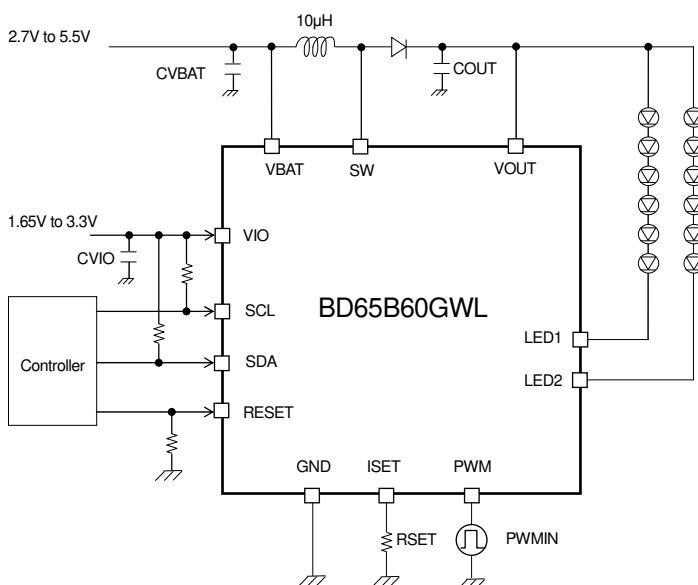 10µH
2.7V to 5.5V
CVBAT
COUT
VBAT
SW
VOUT
1.65V to 3.3V
VIO
CVIO
SCL
BD65B60GWL
LED1
Controller
SDA
LED2
RESET
GND
ISET
PWM
RSET
PWMIN